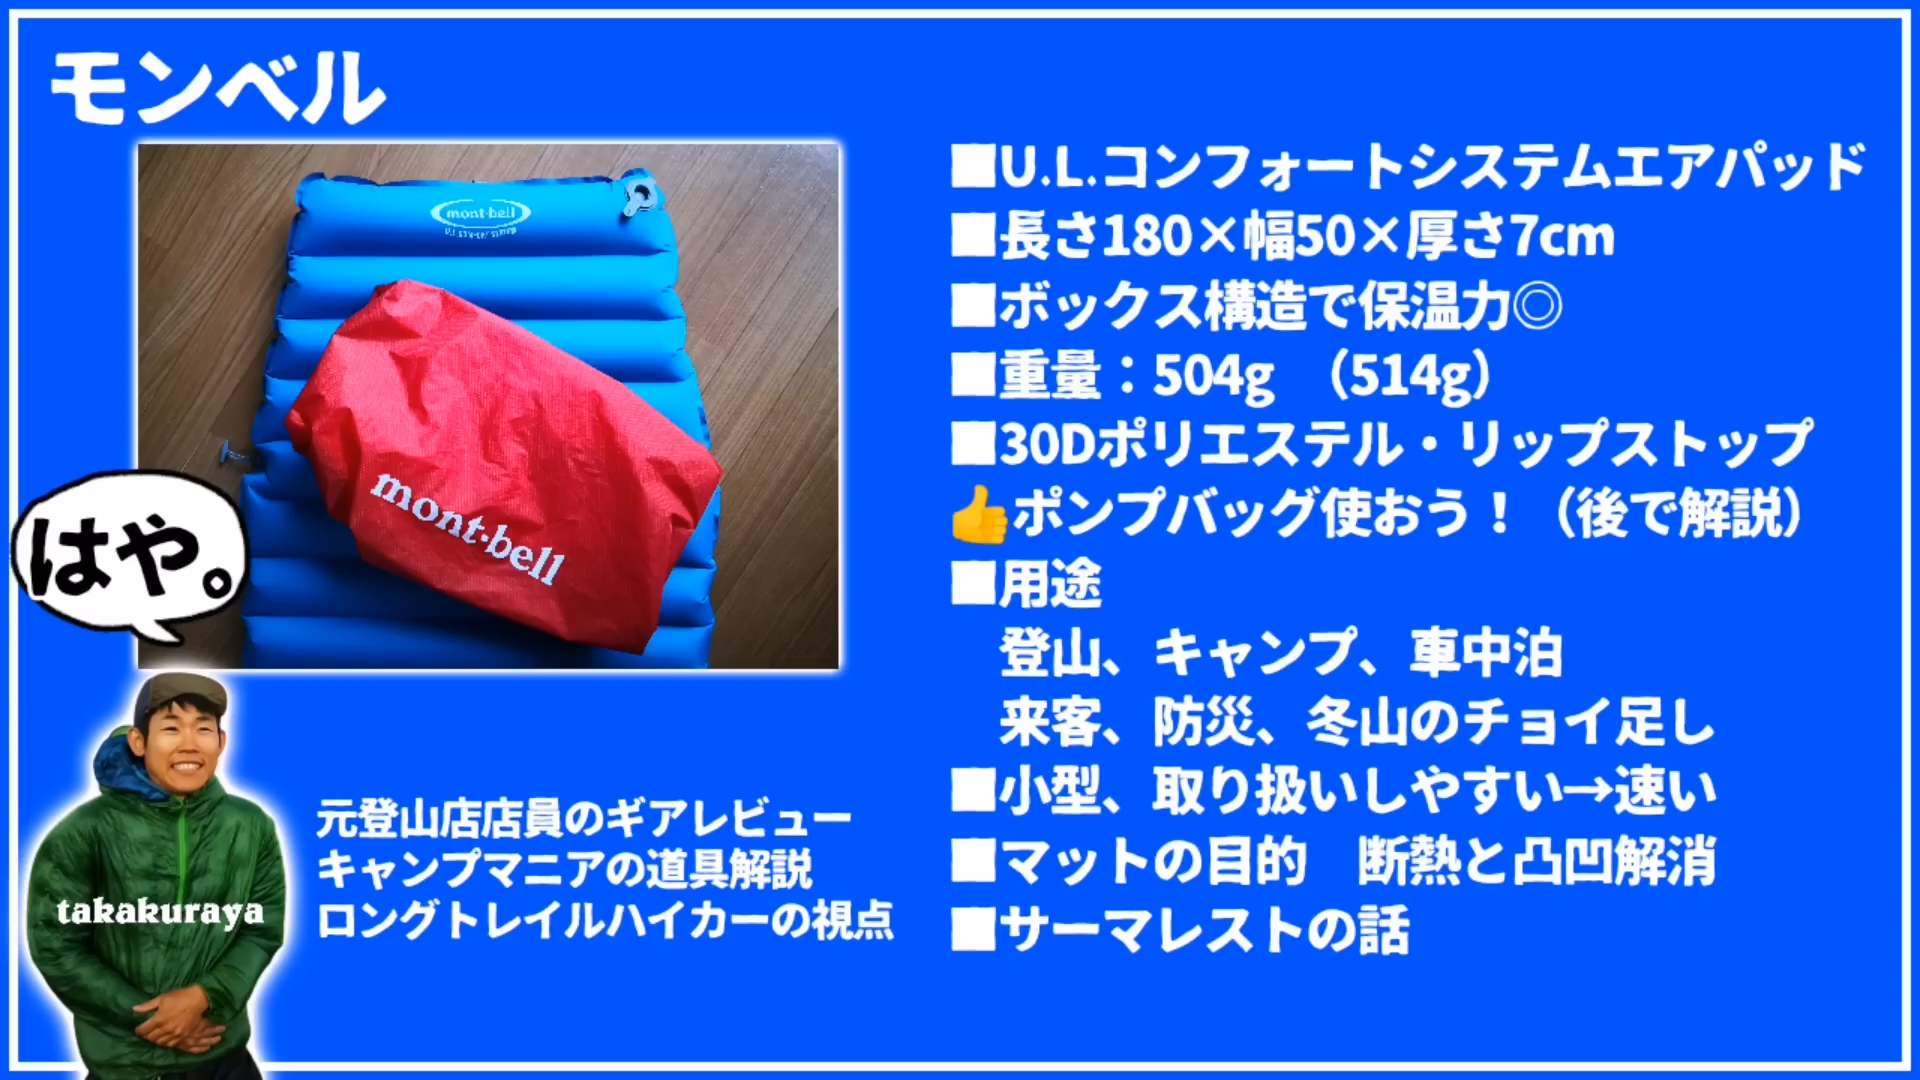 モンベル
mont-bell
mont-bell
はや。
takakuraya
元登山店店員のギアレビュー
キャンプマニアの道具解説
ロングトレイルハイカーの視点
■U.L.コンフォートシステムエアパッド
■長さ180×幅50×厚さ7cm
■ボックス構造で保温力◎
■重量：504g （514g）
■30Dポリエステル・リップストップ
👍ポンプバッグ使おう！（後で解説）
■用途
登山、キャンプ、車中泊
来客、防災、冬山のチョイ足し
■小型、取り扱いしやすい→速い
■マットの目的　断熱と凸凹解消
■サーマレストの話